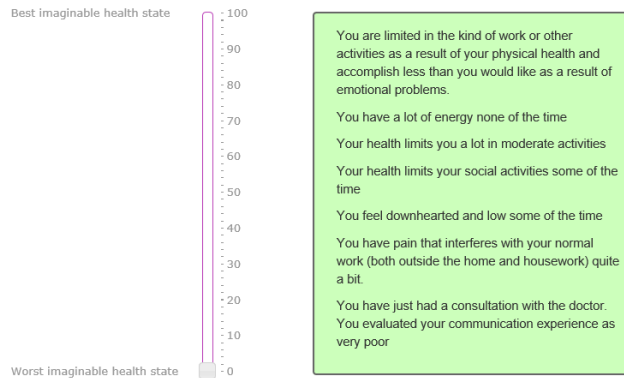 Best imaginable health state
100
90
80
70
60
50
40
30
20
10
0
Worst imaginable health state
You are limited in the kind of work or other
activities as a result of your physical health and
accomplish less than you would like as a result of
emotional problems.
You have a lot of energy none of the time
Your health limits you a lot in moderate activities
Your health limits your social activities some of the
time
You feel downhearted and low some of the time
You have pain that interferes with your normal
work (both outside the home and housework) quite
a bit.
You have just had a consultation with the doctor.
You evaluated your communication experience as
very poor